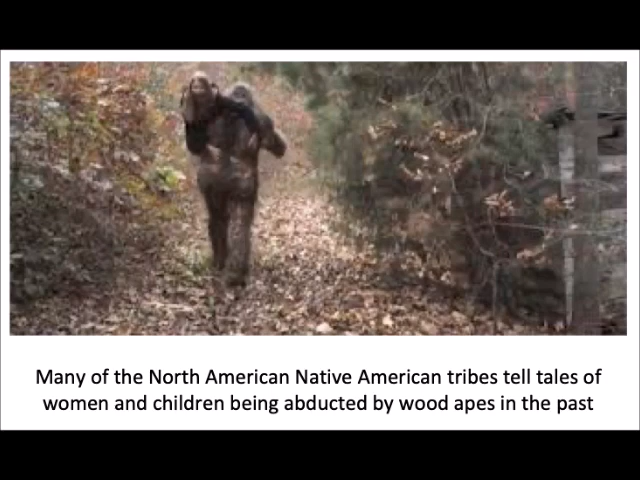 Many of the North American Native American tribes tell tales of
women and children being abducted by wood apes in the past